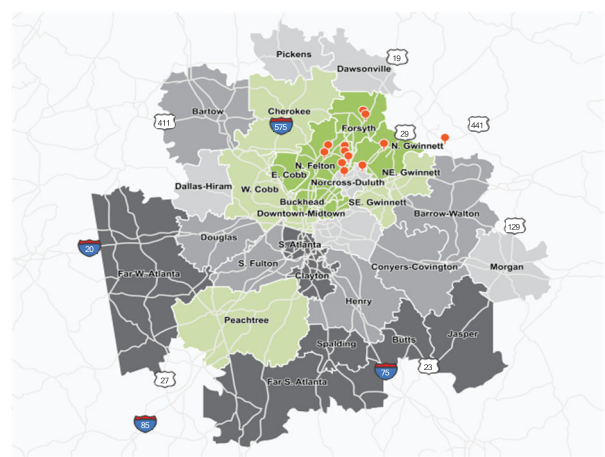 Pickens
19
Dawsonville
Bartow
Cherokee
411
575
Forsyth
29
441
N. Gwinnett
N. Felton
E. Cobb
NE. Gwinnett
Norcross-Duluth
Dallas-Hiram
W. Cobb
Buckhead
SE. Gwinnett
Downtown-Midtown
Barrow-Walton
129
Douglas
S. Atlanta
20
S. Fulton
Conyers-Covington
Morgan
Far W. Atlanta
Clayton
Henry
Peachtree
Jasper
Spalding
Butts
23
75
27
Far S. Atlanta
85